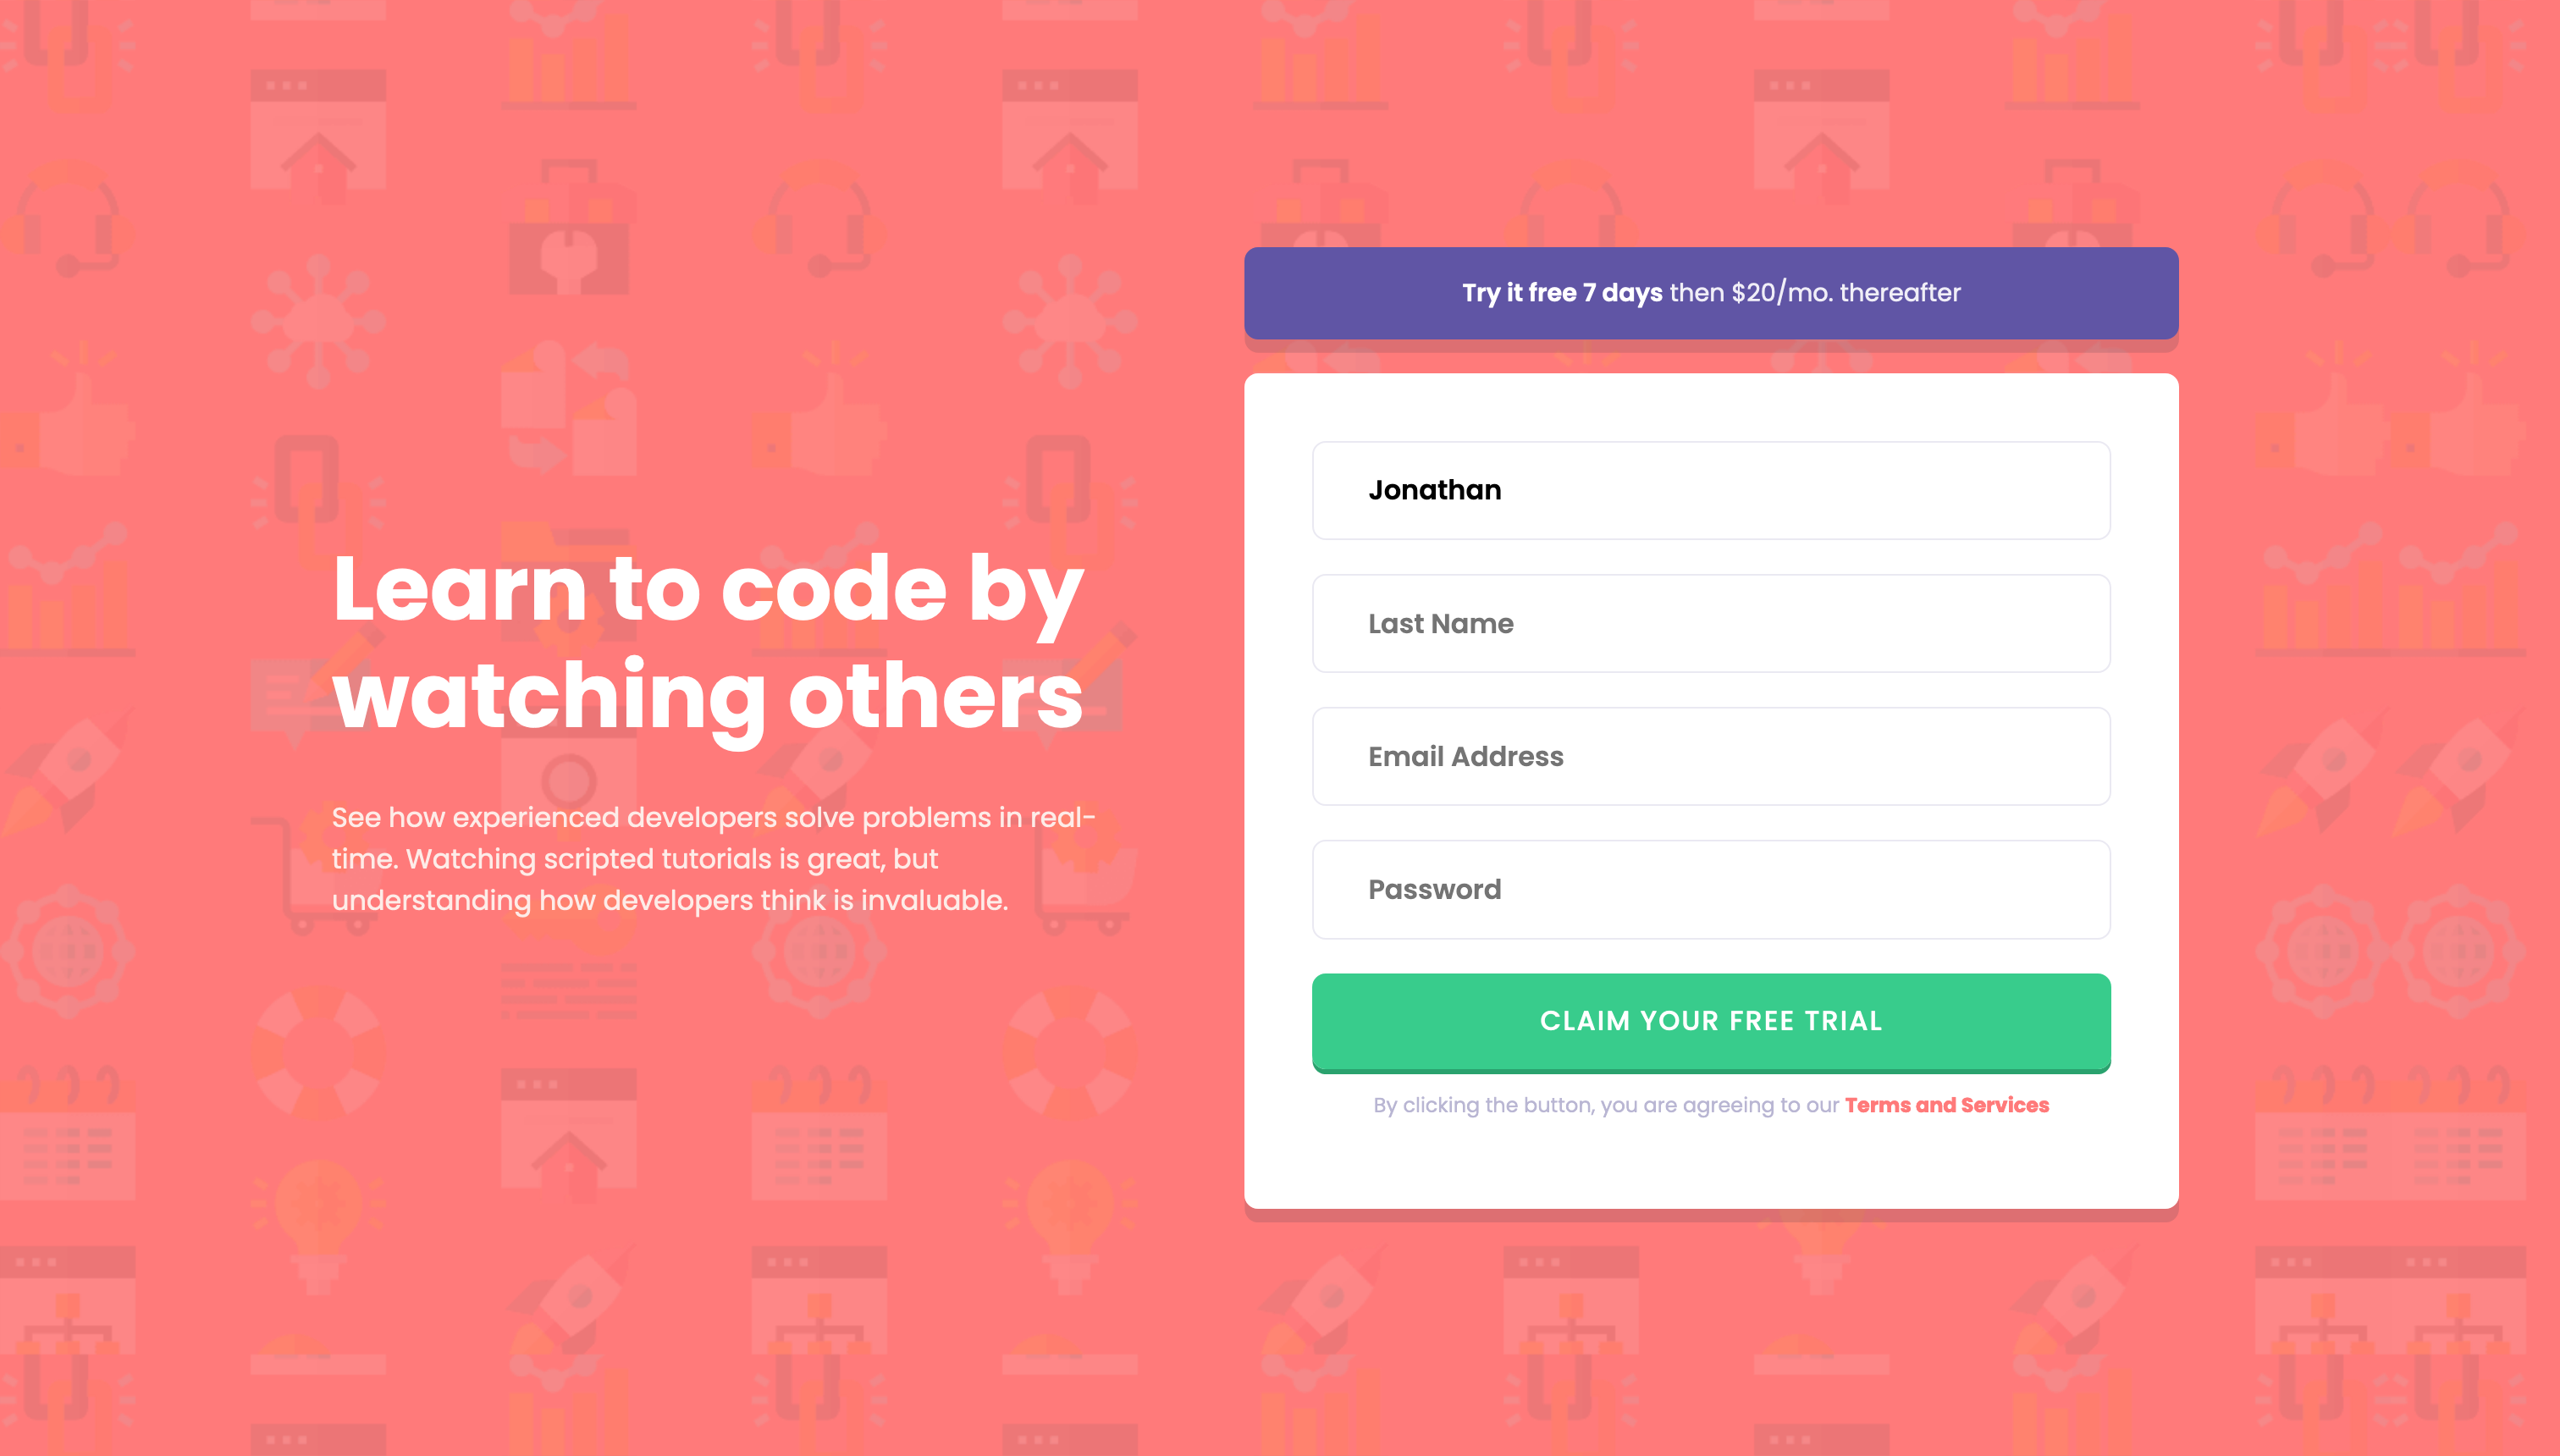 Learn to code by
watching others
See how experienced developers solve problems in real-
time. Watching scripted tutorials is great, but
understanding how developers think is invaluable.
Try it free 7 days then $20/mo. thereafter
Jonathan
Last Name
Email Address
Password
CLAIM YOUR FREE TRIAL
By clicking the button, you are agreeing to our Terms and Services